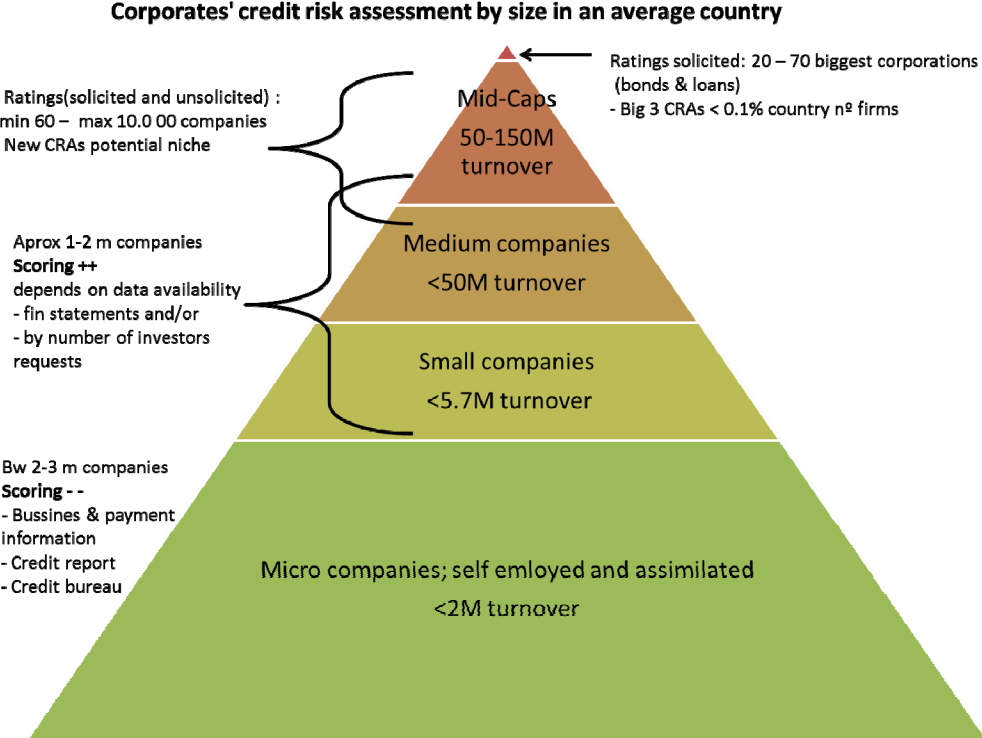 Corporates' credit risk assessment by size in an average country
Ratings solicited: 20 – 70 biggest corporations
(bonds & loans)
- Big 3 CRAs < 0.1% country nº firms
Ratings(solicited and unsolicited) :
min 60 – max 10.0 00 companies
New CRAs potential niche
Mid-Caps
50-150M
turnover
Aprox 1-2 m companies
Scoring ++
depends on data availability
- fin statements and/or
- by number of investors
requests
Medium companies
<50M turnover
Small companies
<5.7M turnover
Bw 2-3 m companies
Scoring - -
- Bussines & payment
information
- Credit report
- Credit bureau
Micro companies; self emloyed and assimilated
<2M turnover